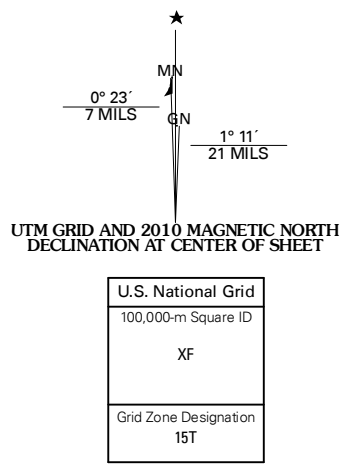 ★
MN
0° 23´
7 MILS
GN
1° 11´
21 MILS
UTM GRID AND 2010 MAGNETIC NORTH
DECLINATION AT CENTER OF SHEET
U.S. National Grid
100,000-m Square ID
XF
Grid Zone Designation
15T